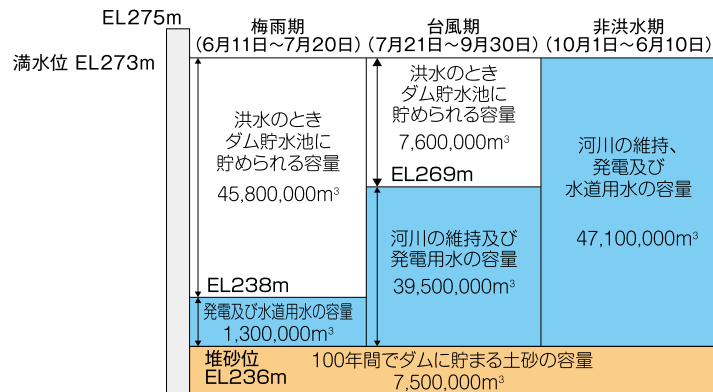 EL275m
満水位 EL273m
梅雨期
(6月11日〜7月20日)
台風期
(7月21日〜9月30日)
非洪水期
(10月1日〜6月10日)
洪水のとき
ダム貯水池に
貯められる容量
45,800,000m³
EL238m
発電及び水道用水の容量
1,300,000m³
洪水のとき
ダム貯水池に
貯められる容量
7,600,000m³
EL269m
河川の維持及び
発電用水の容量
39,500,000m³
河川の維持、
発電及び
水道用水の容量
47,100,000m³
堆砂位
EL236m
100年間でダムに貯まる土砂の容量
7,500,000m³